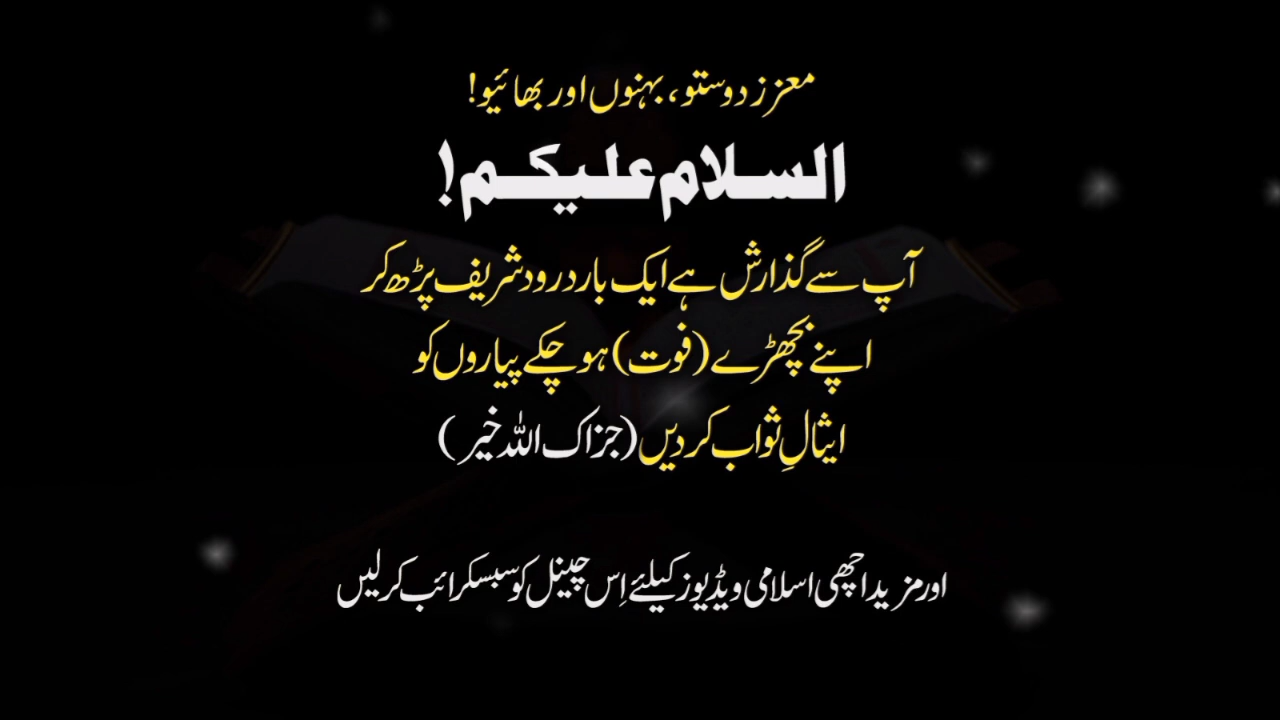 معزز دوستو، بہنوں اور بھائیو!
السلام علیکم!
آپ سے گذارش ہے ایک بار درود شریف پڑھ کر
اپنے بچھڑے (فوت) ہو چکے پیاروں کو
ایثالِ ثواب کر دیں (جزاک اللہ خیر)
اور مزید اچھی اسلامی ویڈیوز کیلئے اِس چینل کو سبسکرائب کر لیں